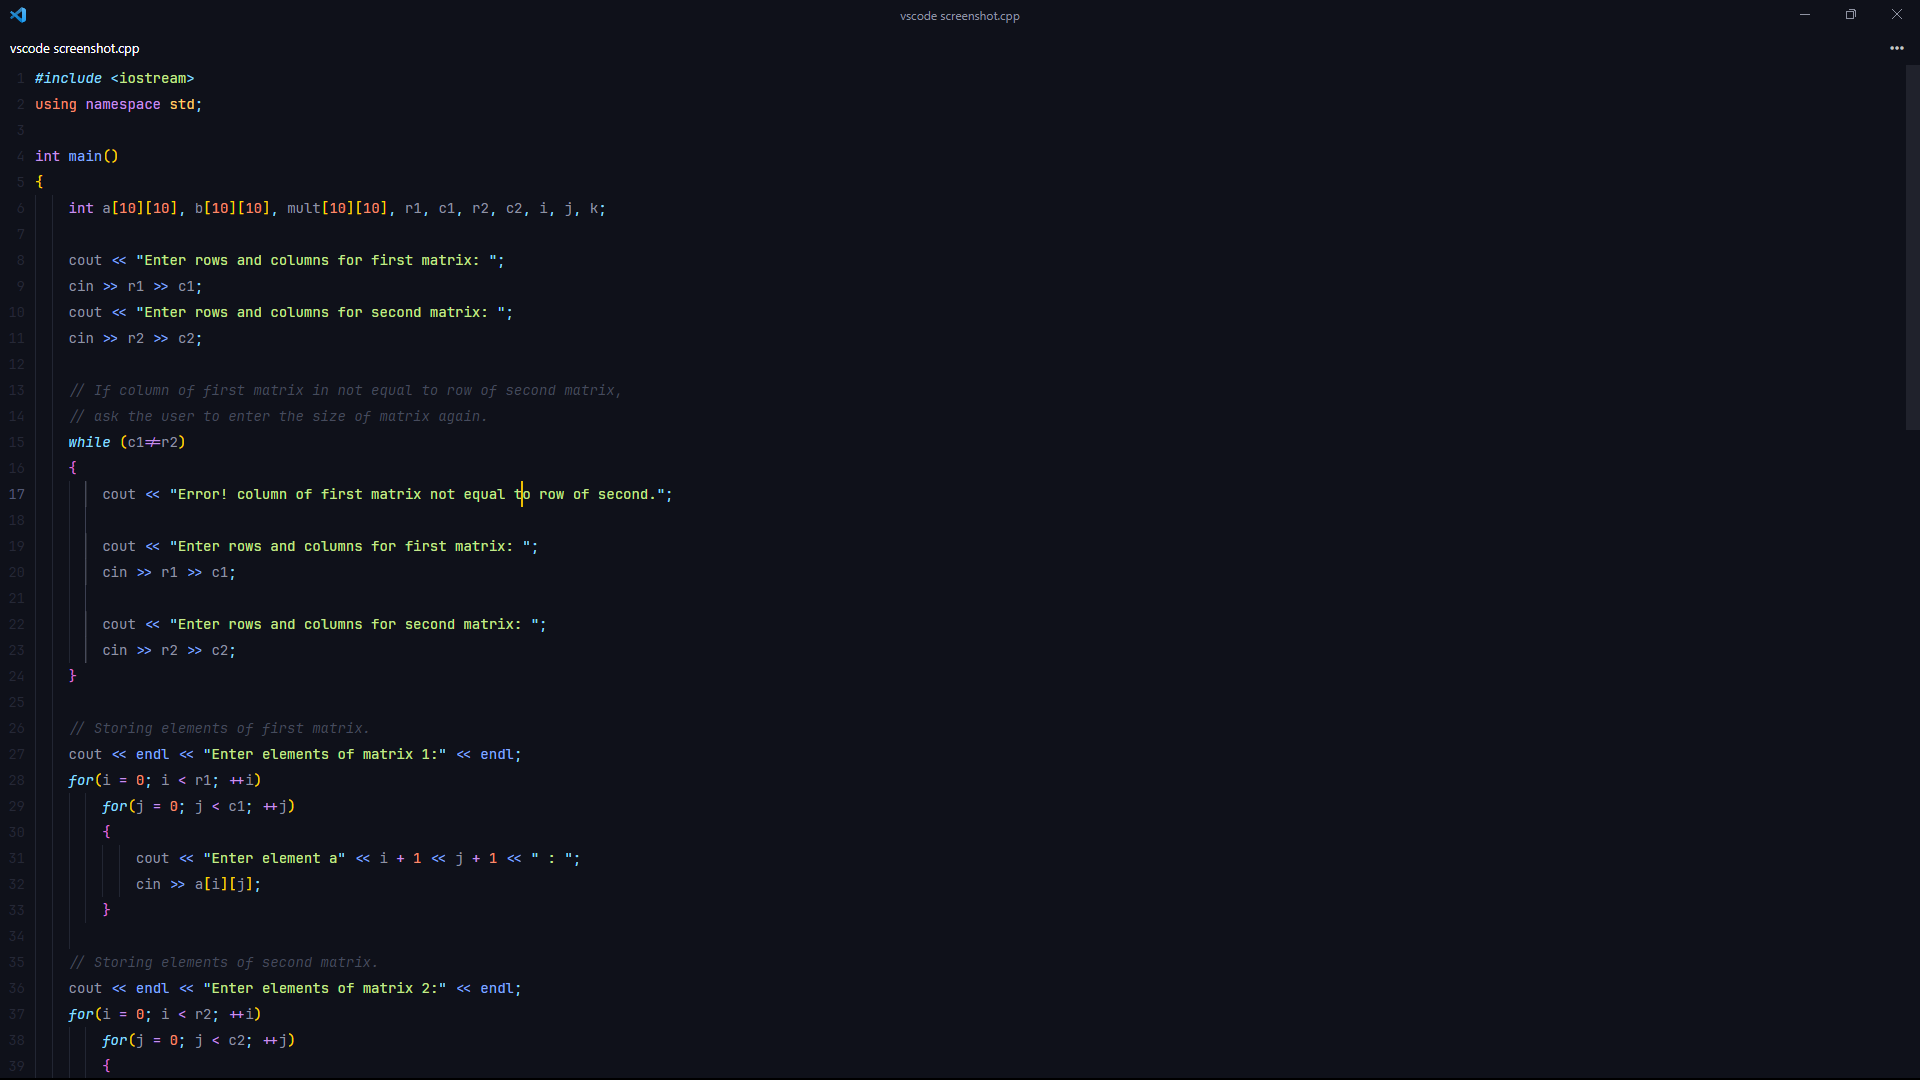 vscode screenshot.cpp
vscode screenshot.cpp
1 #include <iostream>
2 using namespace std;
3
4 int main()
5 {
6     int a[10][10], b[10][10], mult[10][10], r1, c1, r2, c2, i, j, k;
7
8     cout << "Enter rows and columns for first matrix: ";
9     cin >> r1 >> c1;
10     cout << "Enter rows and columns for second matrix: ";
11     cin >> r2 >> c2;
12
13     // If column of first matrix in not equal to row of second matrix,
14     // ask the user to enter the size of matrix again.
15     while (c1!=r2)
16     {
17         cout << "Error! column of first matrix not equal to row of second.";
18
19         cout << "Enter rows and columns for first matrix: ";
20         cin >> r1 >> c1;
21
22         cout << "Enter rows and columns for second matrix: ";
23         cin >> r2 >> c2;
24     }
25
26     // Storing elements of first matrix.
27     cout << endl << "Enter elements of matrix 1:" << endl;
28     for(i = 0; i < r1; ++i)
29         for(j = 0; j < c1; ++j)
30         {
31             cout << "Enter element a" << i + 1 << j + 1 << " : ";
32             cin >> a[i][j];
33         }
34
35     // Storing elements of second matrix.
36     cout << endl << "Enter elements of matrix 2:" << endl;
37     for(i = 0; i < r2; ++i)
38         for(j = 0; j < c2; ++j)
39         {